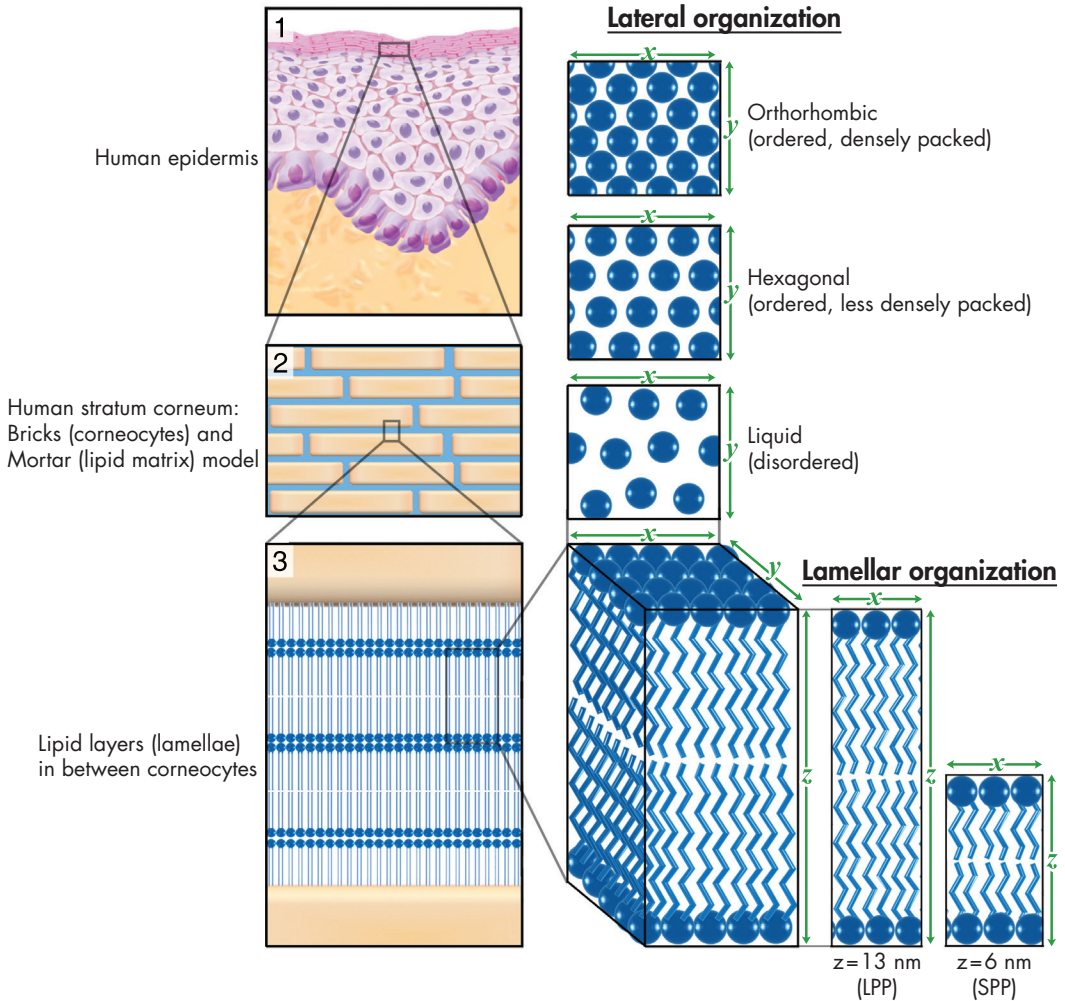 1
Human epidermis
2
Human stratum corneum:
Bricks (corneocytes) and
Mortar (lipid matrix) model
3
Lipid layers (lamellae)
in between corneocytes
Lateral organization
x
y
Orthorhombic
(ordered, densely packed)
x
y
Hexagonal
(ordered, less densely packed)
x
y
Liquid
(disordered)
x
y
z
Lamellar organization
x
z
z=13 nm
(LPP)
x
z
z=6 nm
(SPP)